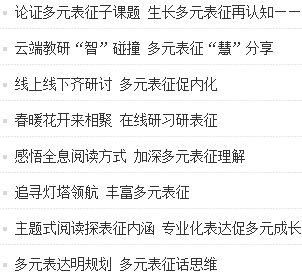 论证多元表征子课题 生长多元表征再认知——
云端教研“智”碰撞 多元表征“慧”分享
线上线下齐研讨 多元表征促内化
春暖花开来相聚 在线研习研表征
感悟全息阅读方式 加深多元表征理解
追寻灯塔领航 丰富多元表征
主题式阅读探表征内涵 专业化表达促多元成长
多元表达明规划 多元表征话思维